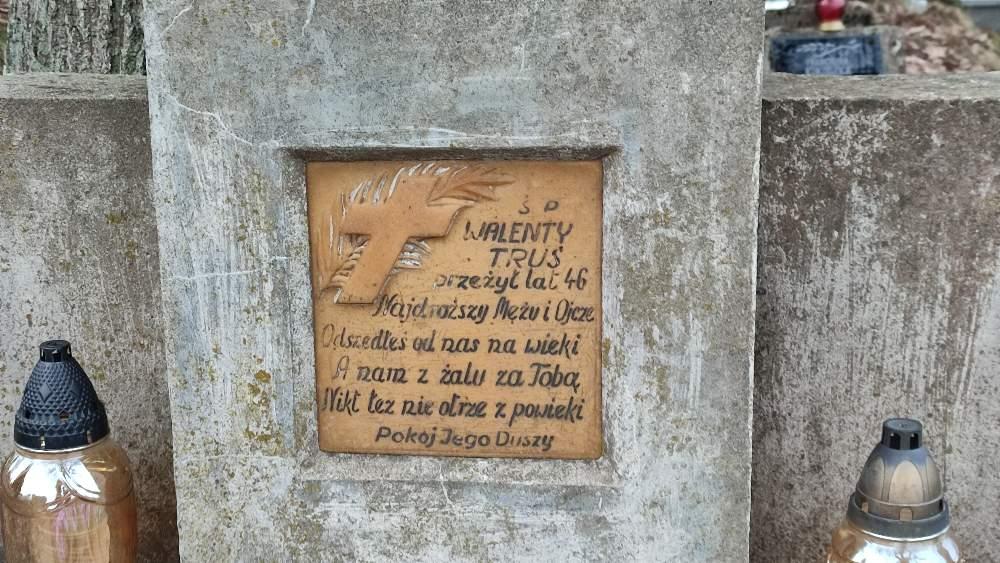 Ś P
WALENTY
TRUŚ
przeżył lat 46
Najdroższy Mężu i Ojcze
Odszedłeś od nas na wieki
A nam z żalu za Tobą
Nikt łez nie otrze z powieki
Pokój Jego Duszy